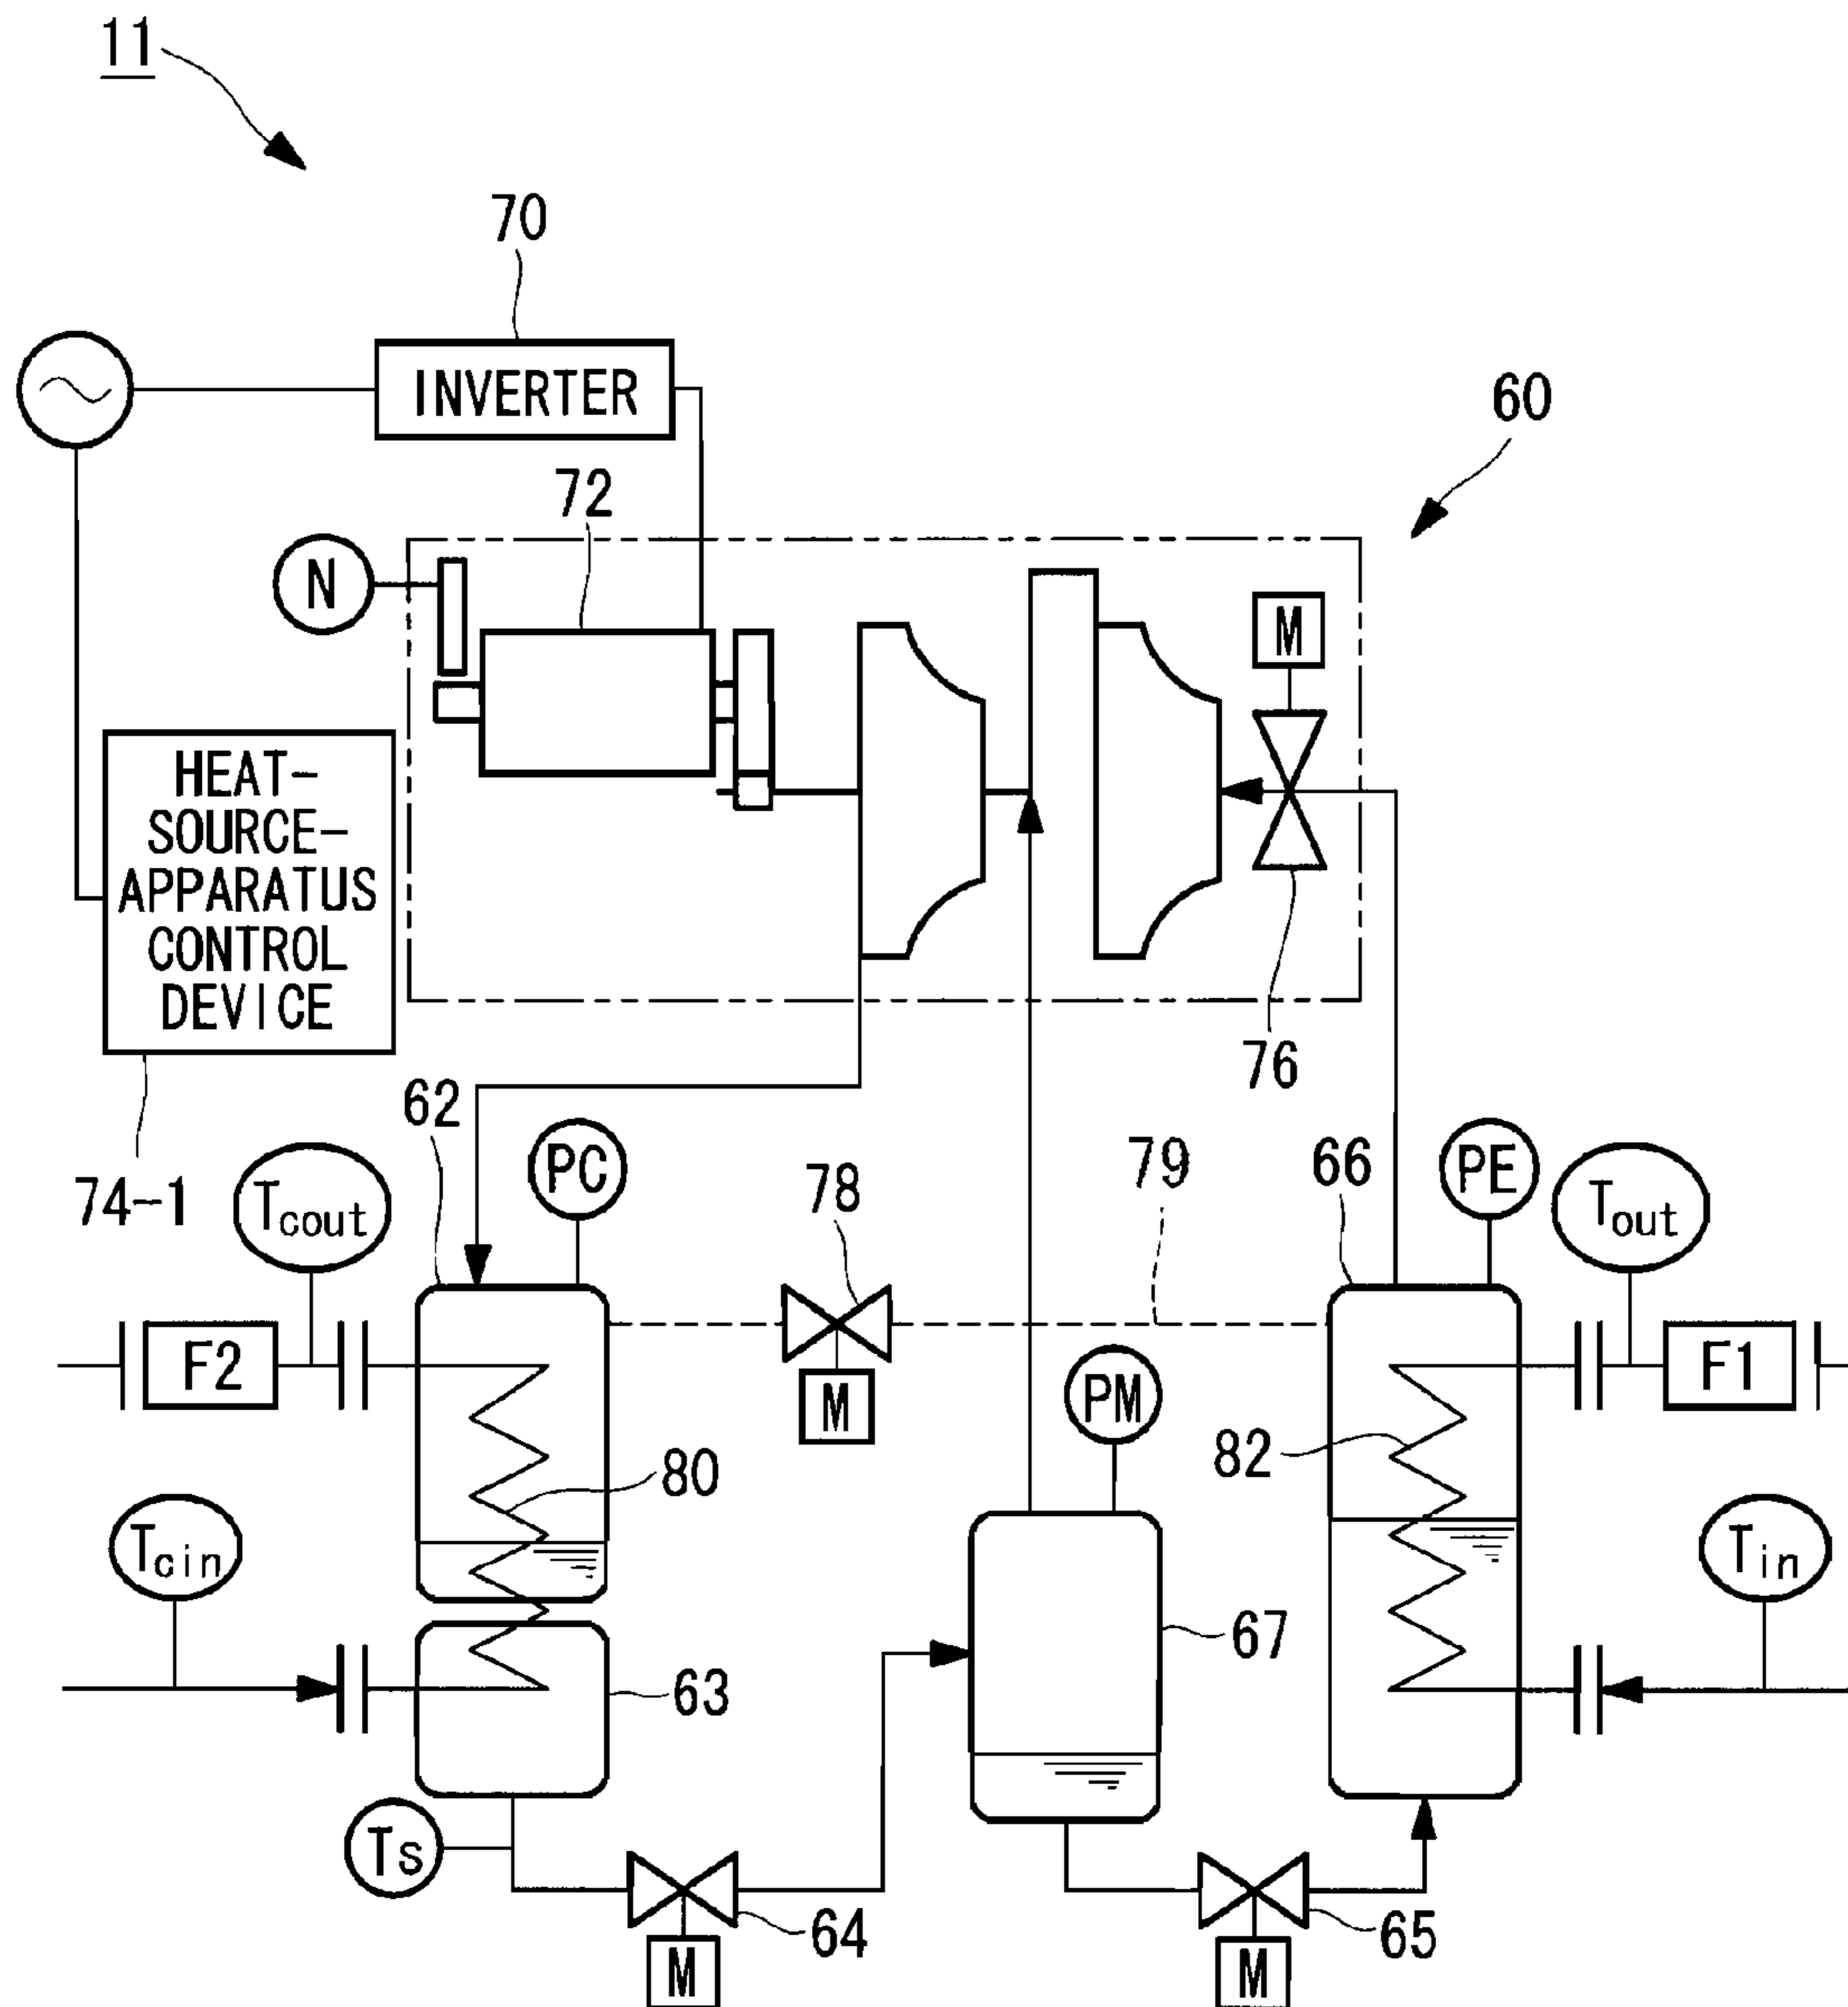 11
70
INVERTER
60
72
N
M
HEAT-
SOURCE-
APPARATUS
CONTROL
DEVICE
76
62
74-1
Tcout
PC
78
79
66
PE
Tout
F2
F1
M
PM
80
82
Tcin
Tin
67
63
Ts
64
65
M
M